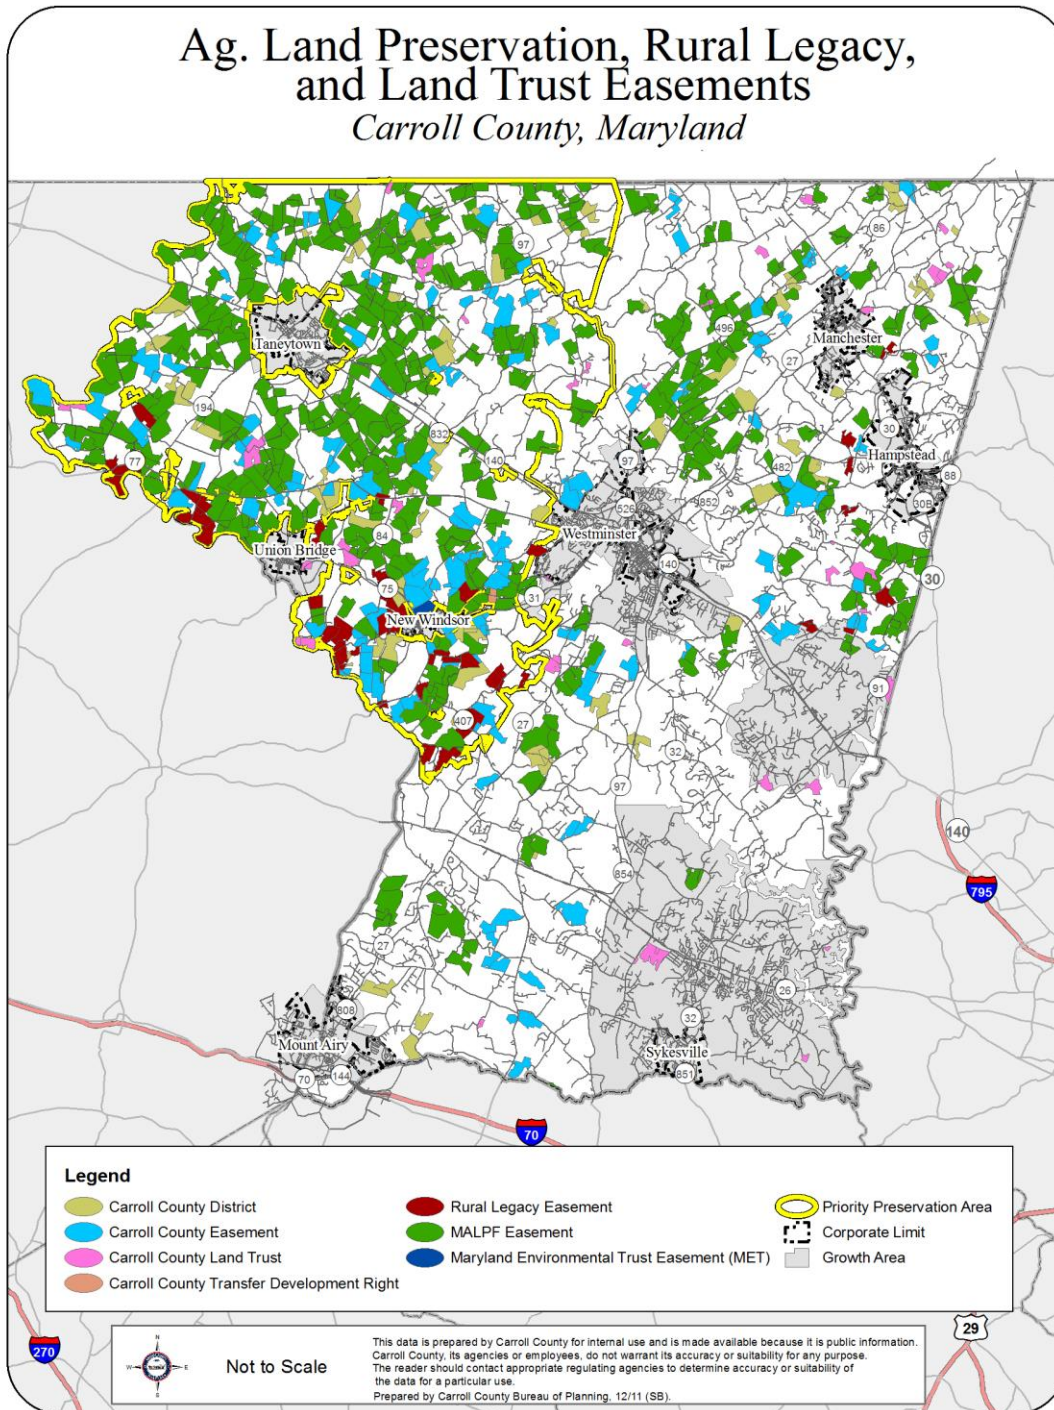 Ag. Land Preservation, Rural Legacy,
and Land Trust Easements
Carroll County, Maryland
97
86
496
Manchester
27
Taneytown
194
832
30
Hampstead
77
140
97
482
88
852
30B
526
84
Westminster
Union Bridge
140
30
75
31
New Windsor
91
407
27
32
97
140
854
795
27
26
808
32
Mount Airy
Sykesville
70
144
851
70
Legend
Carroll County District
Carroll County Easement
Carroll County Land Trust
Carroll County Transfer Development Right
Rural Legacy Easement
MALPF Easement
Maryland Environmental Trust Easement (MET)
Priority Preservation Area
Corporate Limit
Growth Area
29
270
N
W
E
S
Not to Scale
This data is prepared by Carroll County for internal use and is made available because it is public information.
Carroll County, its agencies or employees, do not warrant its accuracy or suitability for any purpose.
The reader should contact appropriate regulating agencies to determine accuracy or suitability of
the data for a particular use.
Prepared by Carroll County Bureau of Planning, 12/11 (SB).